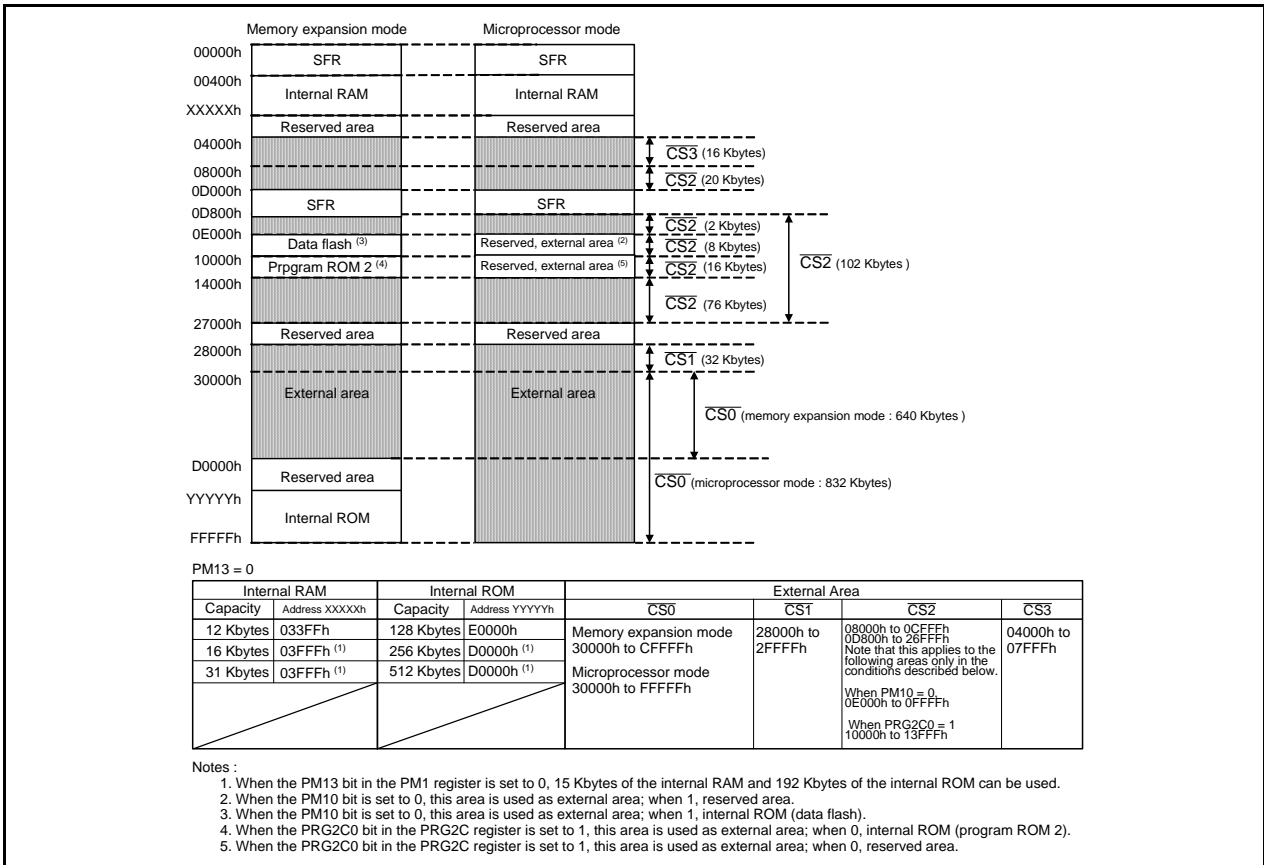 Memory expansion mode Microprocessor mode
00000h SFR SFR
00400h
Internal RAM Internal RAM
XXXXXh
Reserved area Reserved area
04000h
CS3 (16 Kbytes)
08000h
CS2 (20 Kbytes)
0D000h
SFR SFR
0D800h
CS2 (2 Kbytes)
0E000h
Data flash (3) Reserved, external area (2) CS2 (8 Kbytes)
10000h CS2 (102 Kbytes )
Prpgram ROM 2 (4) Reserved, external area (5) CS2 (16 Kbytes)
14000h
CS2 (76 Kbytes)
27000h
Reserved area Reserved area
28000h
CS1 (32 Kbytes)
30000h
External area External area
CS0 (memory expansion mode : 640 Kbytes )
D0000h
Reserved area
CS0 (microprocessor mode : 832 Kbytes)
YYYYYh
Internal ROM
FFFFFh
PM13 = 0
Internal RAM Internal ROM External Area
Capacity Address XXXXXh Capacity Address YYYYYh CS0 CS1 CS2 CS3
12 Kbytes 033FFh 128 Kbytes E0000h
16 Kbytes 03FFFh (1) 256 Kbytes D0000h (1)
31 Kbytes 03FFFh (1) 512 Kbytes D0000h (1)
Memory expansion mode
30000h to CFFFFh
Microprocessor mode
30000h to FFFFFh
28000h to
2FFFFh
08000h to 0CFFFh
0D800h to 26FFFh
Note that this applies to the
following areas only in the
conditions described below.
When PM10 = 0,
0E000h to 0FFFFh
When PRG2C0 = 1
10000h to 13FFFh
04000h to
07FFFh
Notes :
1. When the PM13 bit in the PM1 register is set to 0, 15 Kbytes of the internal RAM and 192 Kbytes of the internal ROM can be used.
2. When the PM10 bit is set to 0, this area is used as external area; when 1, reserved area.
3. When the PM10 bit is set to 0, this area is used as external area; when 1, internal ROM (data flash).
4. When the PRG2C0 bit in the PRG2C register is set to 1, this area is used as external area; when 0, internal ROM (program ROM 2).
5. When the PRG2C0 bit in the PRG2C register is set to 1, this area is used as external area; when 0, reserved area.